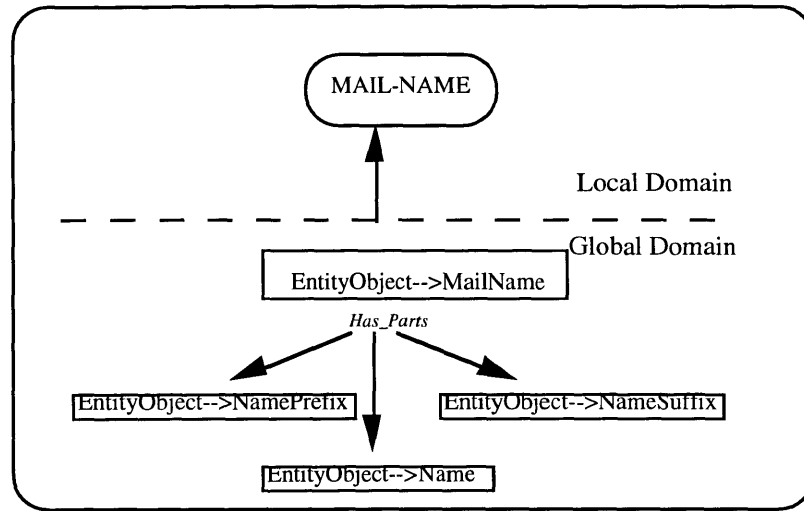 MAIL-NAME
Local Domain
Global Domain
EntityObject-->MailName
Has_Parts
EntityObject-->NamePrefix
EntityObject-->NameSuffix
EntityObject-->Name